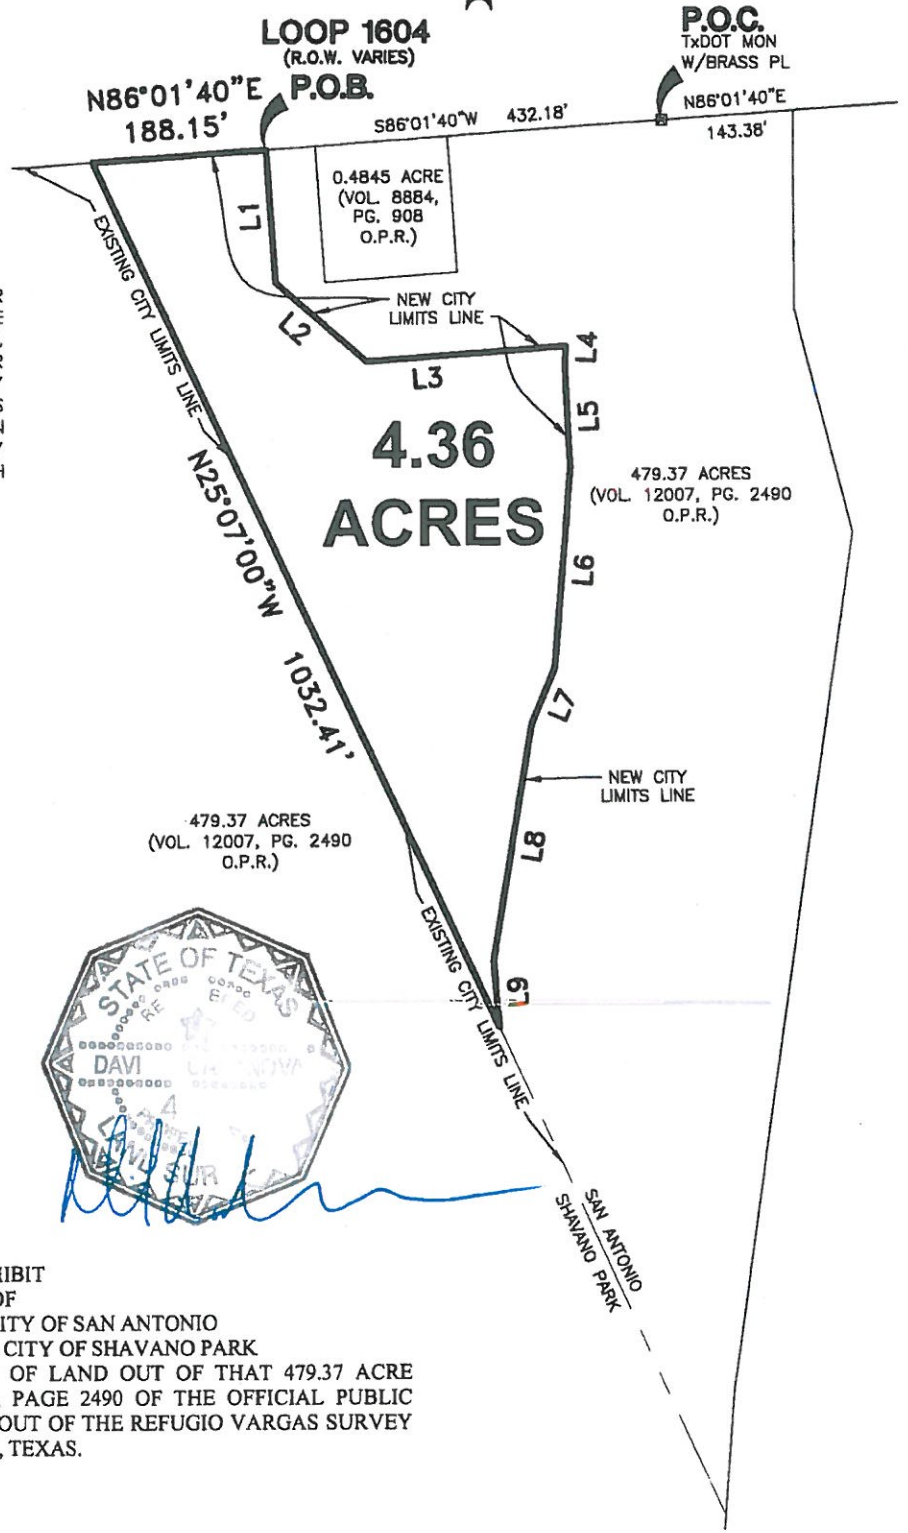 LOOP 1604
(R.O.W. VARIES)
P.O.B.
P.O.C.
TxDOT MON
W/BRASS PL
N86°01'40"E
188.15'
S86°01'40"W 432.18'
N86°01'40"E
143.38'
0.4845 ACRE
(VOL. 8884,
PG. 908
O.P.R.)
L1
EXISTING CITY LIMITS LINE
NEW CITY
LIMITS LINE
L2
L3
L4
L5
4.36
ACRES
479.37 ACRES
(VOL. 12007, PG. 2490
O.P.R.)
N25°07'00"W 1032.41'
L6
L7
NEW CITY
LIMITS LINE
L8
479.37 ACRES
(VOL. 12007, PG. 2490
O.P.R.)
EXISTING CITY LIMITS LINE
L9
STATE OF TEXAS
DAVI
4
LAND SUR
SAN ANTONIO
SHAVANO PARK
HIBIT
OF
ITY OF SAN ANTONIO
CITY OF SHAVANO PARK
OF LAND OUT OF THAT 479.37 ACRE
PAGE 2490 OF THE OFFICIAL PUBLIC
OUT OF THE REFUGIO VARGAS SURVEY
, TEXAS.